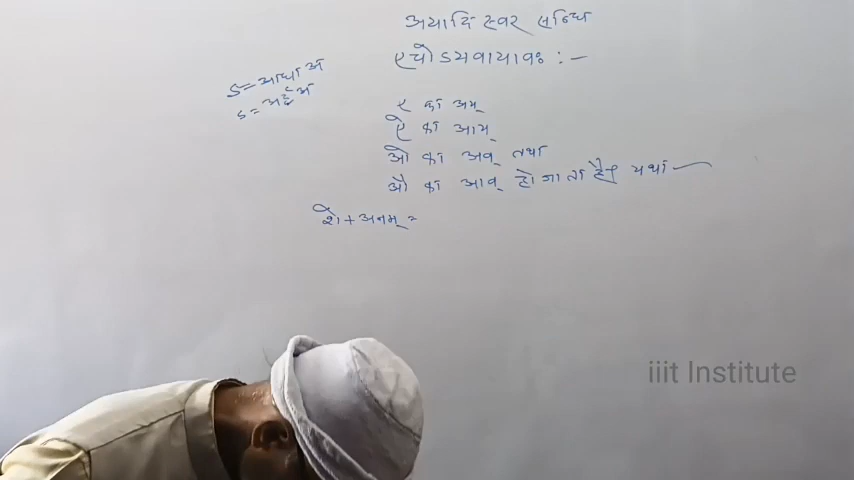 अयादि स्वर सन्धि
एचोऽयवायावः :-
ऽ = आधा अ
ऽ = अर्द्ध अ
ए का अय्
ऐ का आय्
ओ का अव् तथा
औ का आव् हो जाता है। यथा —
शे + अनम् =
iiit Institute